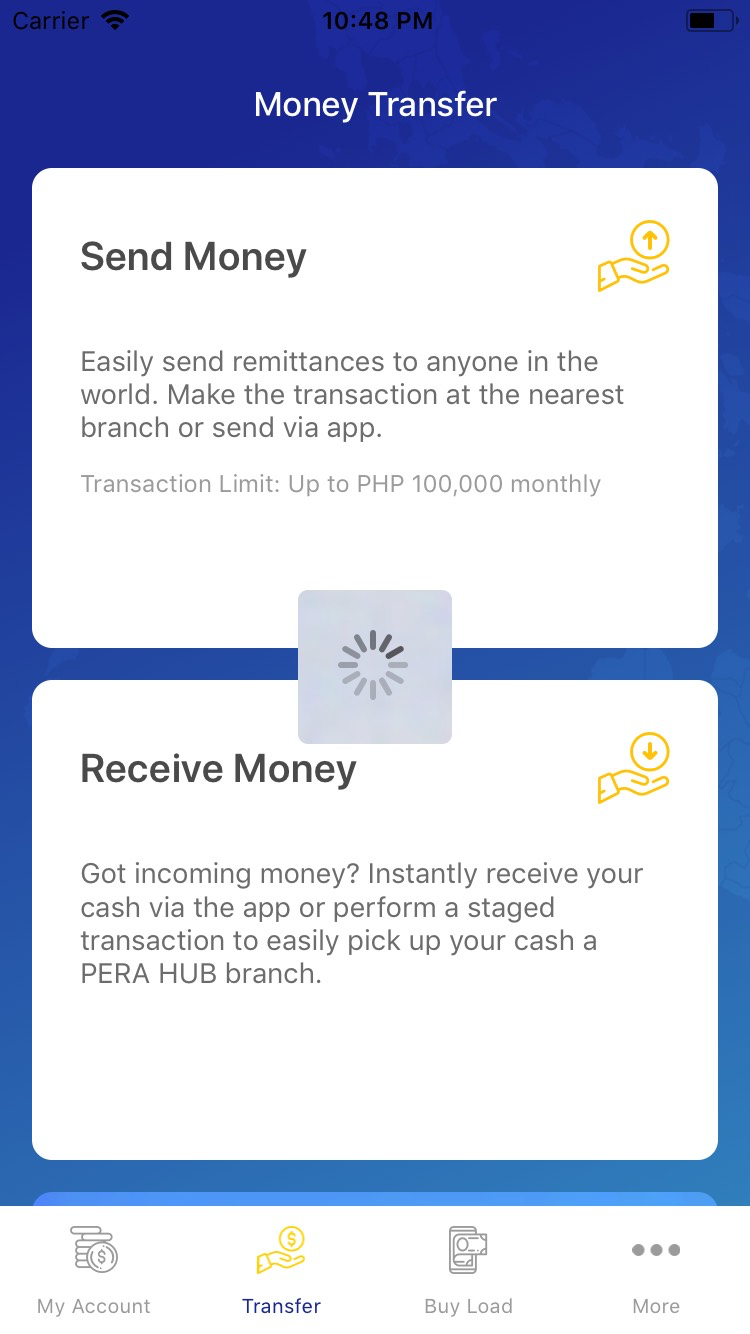 Carrier 10:48 PM
Money Transfer
Send Money
Easily send remittances to anyone in the
world. Make the transaction at the nearest
branch or send via app.
Transaction Limit: Up to PHP 100,000 monthly
Receive Money
Got incoming money? Instantly receive your
cash via the app or perform a staged
transaction to easily pick up your cash a
PERA HUB branch.
My Account Transfer Buy Load More